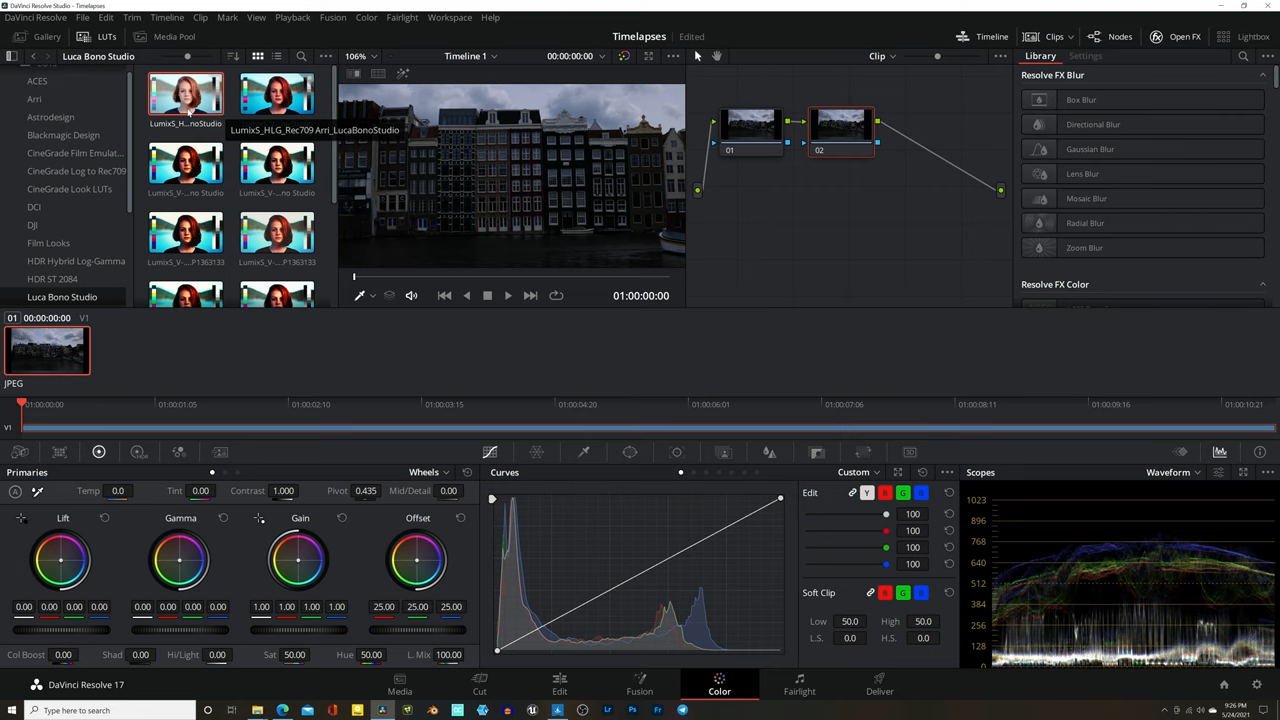 DaVinci Resolve Studio - Timelapses
DaVinci Resolve File Edit Trim Timeline Clip Mark View Playback Fusion Color Fairlight Workspace Help
Gallery LUTs Media Pool Timelapses Edited Timeline Clips Nodes Open FX Lightbox
Luca Bono Studio 106% Timeline 1 00:00:00:00 Clip Library Settings
ACES
Arri
Astrodesign
Blackmagic Design
CineGrade Film Emulat...
CineGrade Log to Rec709
CineGrade Look LUTs
DCI
DJI
Film Looks
HDR Hybrid Log-Gamma
HDR ST 2084
Luca Bono Studio
LumixS_H...noStudio
LumixS_HLG_Rec709 Arri_LucaBonoStudio
LumixS_V-...no Studio LumixS_V-...no Studio
LumixS_V-....P1363133 LumixS_V-....P1363133
01 02
01:00:00:00
Resolve FX Blur
Box Blur
Directional Blur
Gaussian Blur
Lens Blur
Mosaic Blur
Radial Blur
Zoom Blur
Resolve FX Color
01 00:00:00:00 V1
JPEG
01:00:00:00 01:00:01:05 01:00:02:10 01:00:03:15 01:00:04:20 01:00:06:01 01:00:07:06 01:00:08:11 01:00:09:16 01:00:10:21
V1
Primaries Wheels Curves Custom Scopes Waveform
Temp 0.0 Tint 0.00 Contrast 1.000 Pivot 0.435 Mid/Detail 0.00
Lift Gamma Gain Offset
0.00 0.00 0.00 0.00 0.00 0.00 0.00 0.00 1.00 1.00 1.00 1.00 25.00 25.00 25.00
Col Boost 0.00 Shad 0.00 Hi/Light 0.00 Sat 50.00 Hue 50.00 L. Mix 100.00
Edit Y R G B
100
100
100
100
Soft Clip R G B
Low 50.0 High 50.0
L.S. 0.0 H.S. 0.0
1023
896
768
640
512
384
256
128
0
DaVinci Resolve 17 Media Cut Edit Fusion Color Fairlight Deliver
Type here to search
9:26 PM
5/24/2021